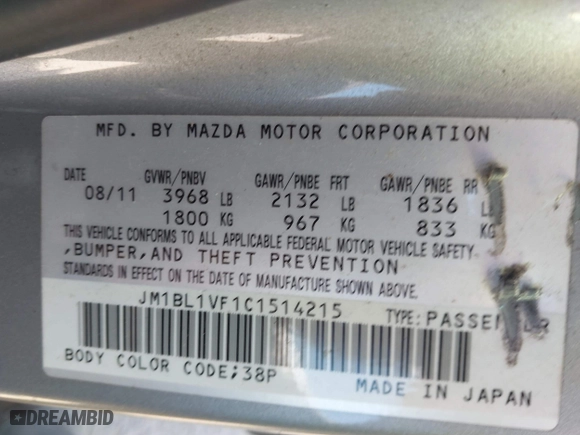 MFD. BY MAZDA MOTOR CORPORATION
DATE GVWR/PNBV GAWR/PNBE FRT GAWR/PNBE RR
08/11 3968 LB 2132 LB 1836
1800 KG 967 KG 833 KG
THIS VEHICLE CONFORMS TO ALL APPLICABLE FEDERAL MOTOR VEHICLE SAFETY
,BUMPER,AND THEFT PREVENTION
STANDARDS IN EFFECT ON THE DATE OF MANUFACTURE SHOWN ABOVE.
JM1BL1VF1C1514215 TYPE:
BODY COLOR CODE;38P MADE IN JAPAN
DREAMBID